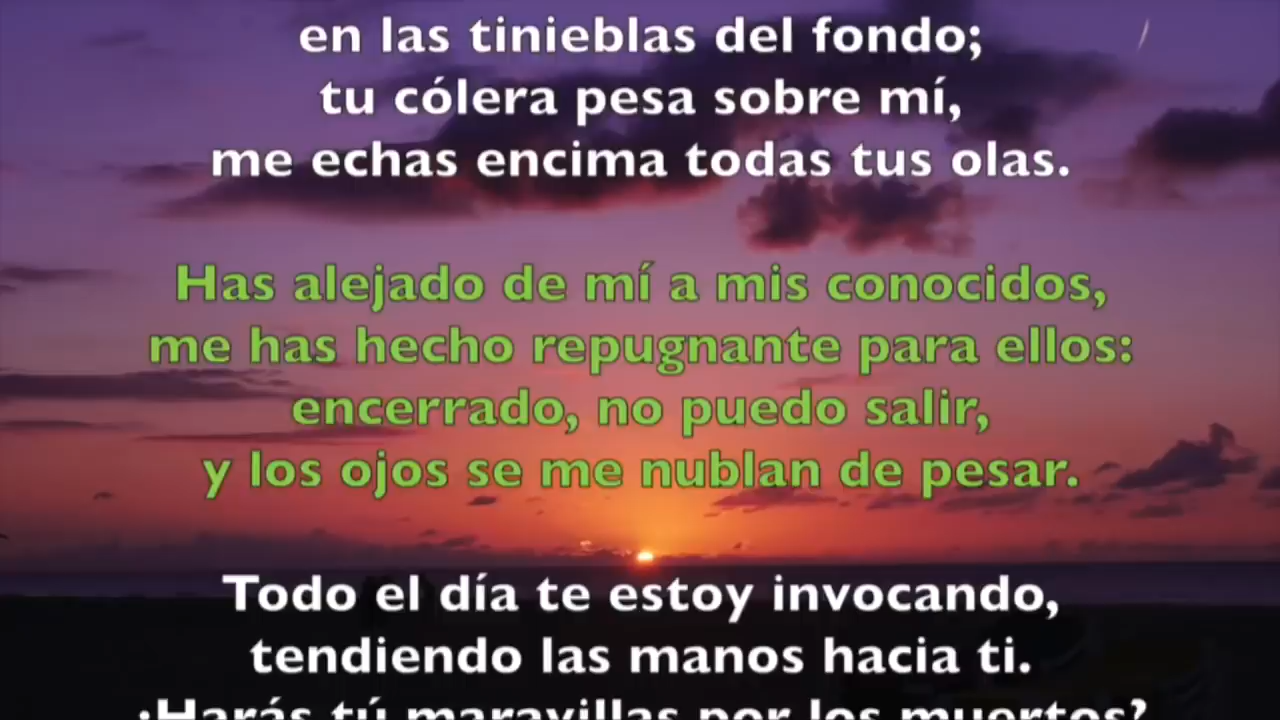 en las tinieblas del fondo;
tu cólera pesa sobre mí,
me echas encima todas tus olas.
Has alejado de mí a mis conocidos,
me has hecho repugnante para ellos:
encerrado, no puedo salir,
y los ojos se me nublan de pesar.
Todo el día te estoy invocando,
tendiendo las manos hacia ti.
¿Harás tú maravillas por los muertos?